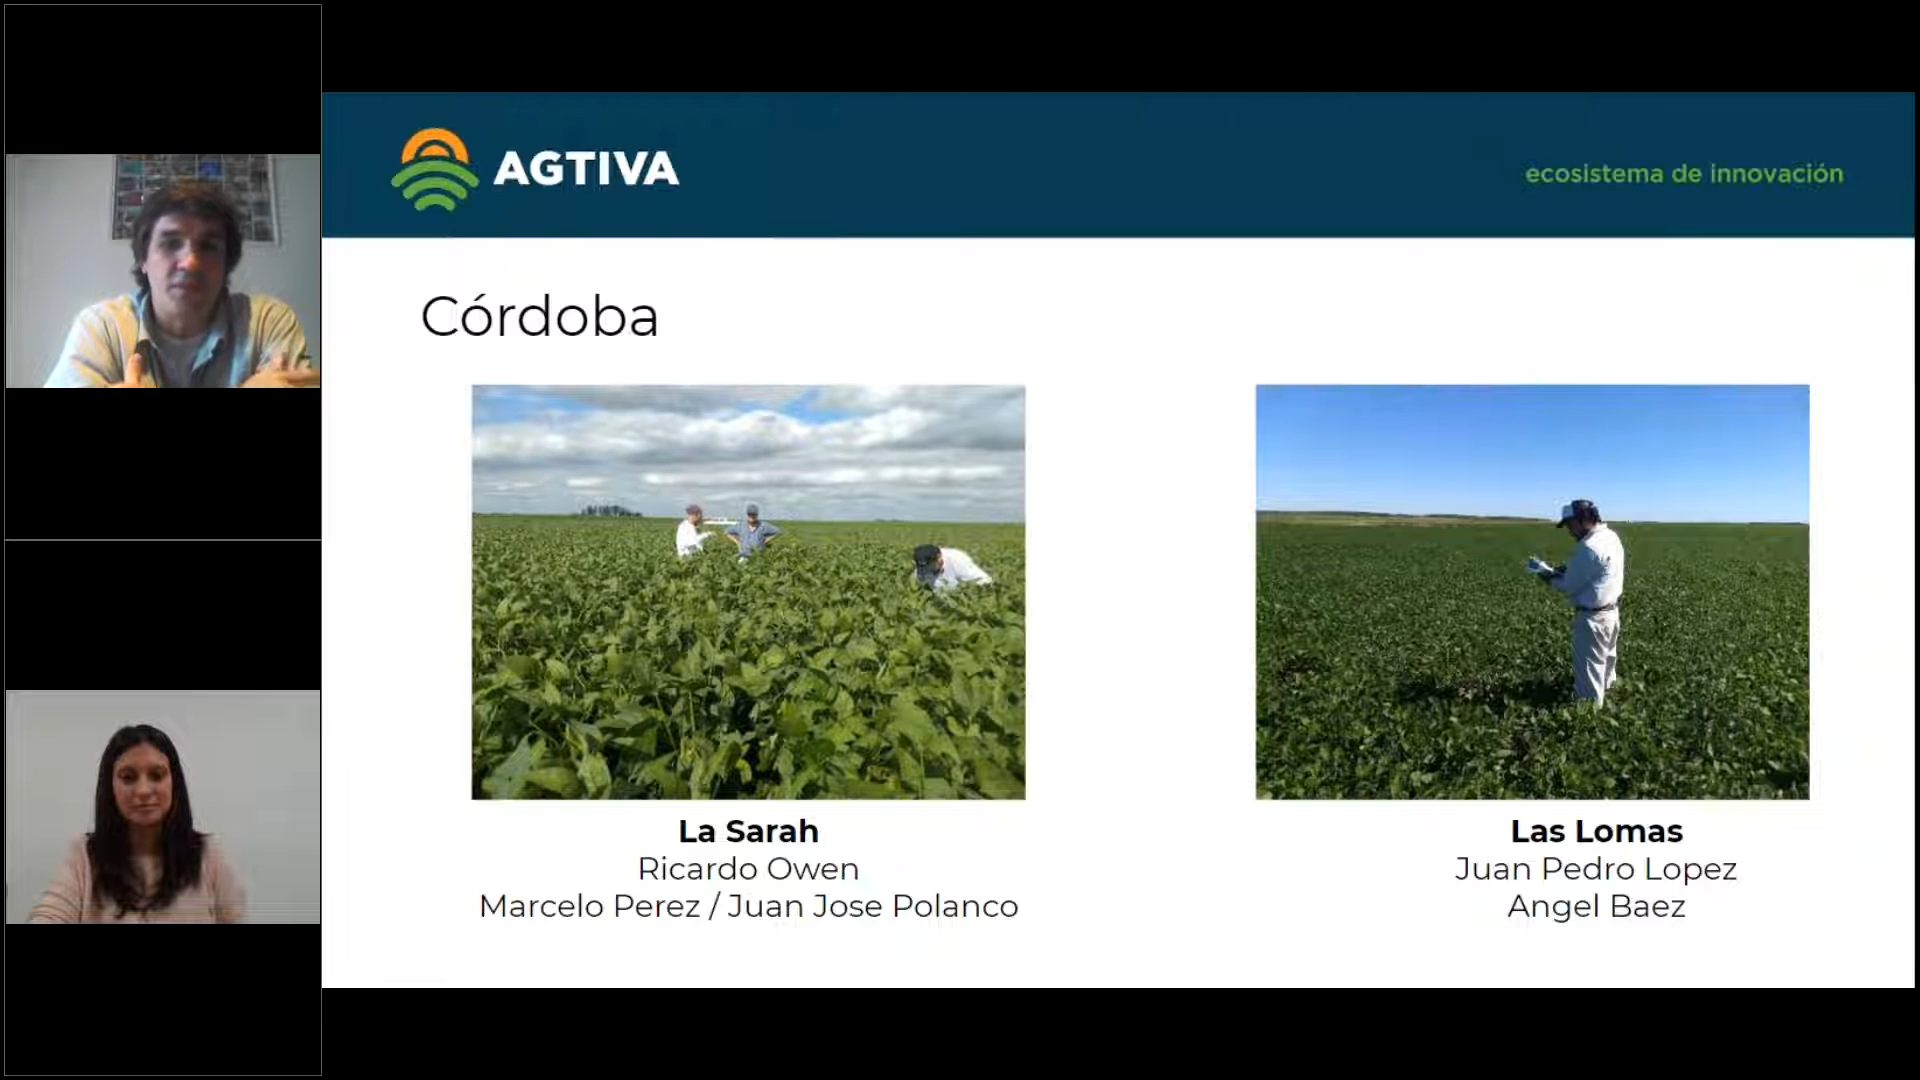 AGTIVA
ecosistema de innovación
Córdoba
La Sarah
Ricardo Owen
Marcelo Perez / Juan Jose Polanco
Las Lomas
Juan Pedro Lopez
Angel Baez